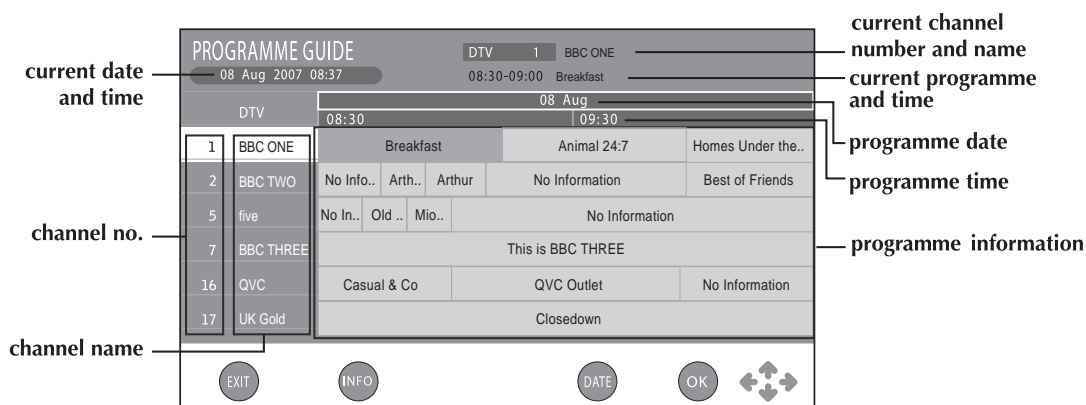 current channel
number and name
PROGRAMME GUIDE
DTV 1 BBC ONE
current date
and time
08 Aug 2007 08:37
08:30-09:00 Breakfast
current programme
and time
08 Aug
DTV
08:30 09:30
programme date
1 BBC ONE Breakfast Animal 24:7 Homes Under the..
programme time
2 BBC TWO No Info.. Arth.. Arthur No Information Best of Friends
5 five No In.. Old .. Mio.. No Information
channel no.
7 BBC THREE This is BBC THREE
programme information
16 QVC Casual & Co QVC Outlet No Information
17 UK Gold Closedown
channel name
EXIT INFO DATE OK